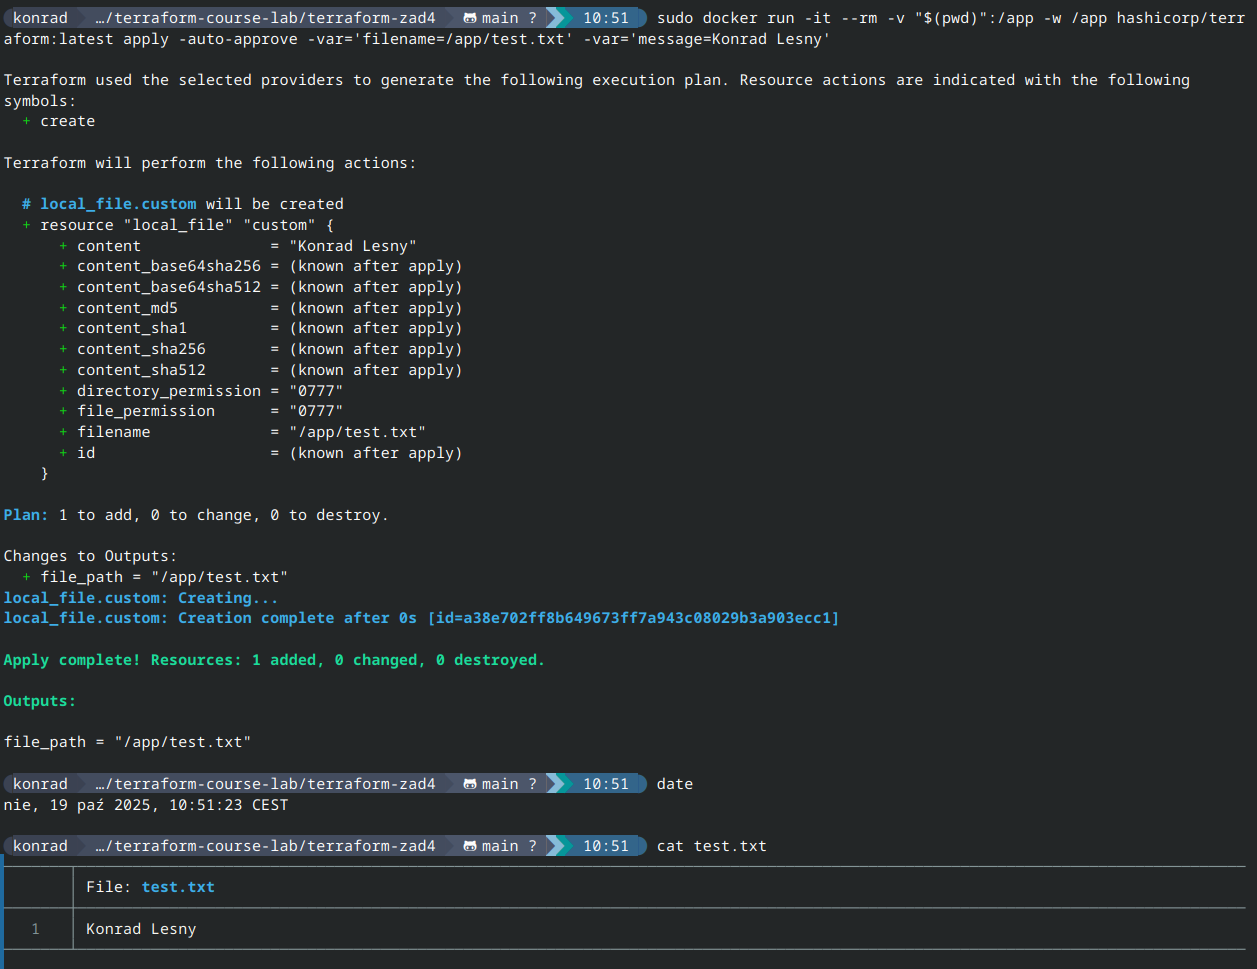 konrad …/terraform-course-lab/terraform-zad4 main ? 10:51 sudo docker run -it --rm -v "$(pwd)":/app -w /app hashicorp/terr
aform:latest apply -auto-approve -var='filename=/app/test.txt' -var='message=Konrad Lesny'
Terraform used the selected providers to generate the following execution plan. Resource actions are indicated with the following
symbols:
+ create
Terraform will perform the following actions:
# local_file.custom will be created
+ resource "local_file" "custom" {
+ content = "Konrad Lesny"
+ content_base64sha256 = (known after apply)
+ content_base64sha512 = (known after apply)
+ content_md5 = (known after apply)
+ content_sha1 = (known after apply)
+ content_sha256 = (known after apply)
+ content_sha512 = (known after apply)
+ directory_permission = "0777"
+ file_permission = "0777"
+ filename = "/app/test.txt"
+ id = (known after apply)
}
Plan: 1 to add, 0 to change, 0 to destroy.
Changes to Outputs:
+ file_path = "/app/test.txt"
local_file.custom: Creating...
local_file.custom: Creation complete after 0s [id=a38e702ff8b649673ff7a943c08029b3a903ecc1]
Apply complete! Resources: 1 added, 0 changed, 0 destroyed.
Outputs:
file_path = "/app/test.txt"
konrad …/terraform-course-lab/terraform-zad4 main ? 10:51 date
nie, 19 paź 2025, 10:51:23 CEST
konrad …/terraform-course-lab/terraform-zad4 main ? 10:51 cat test.txt
File: test.txt
1 Konrad Lesny